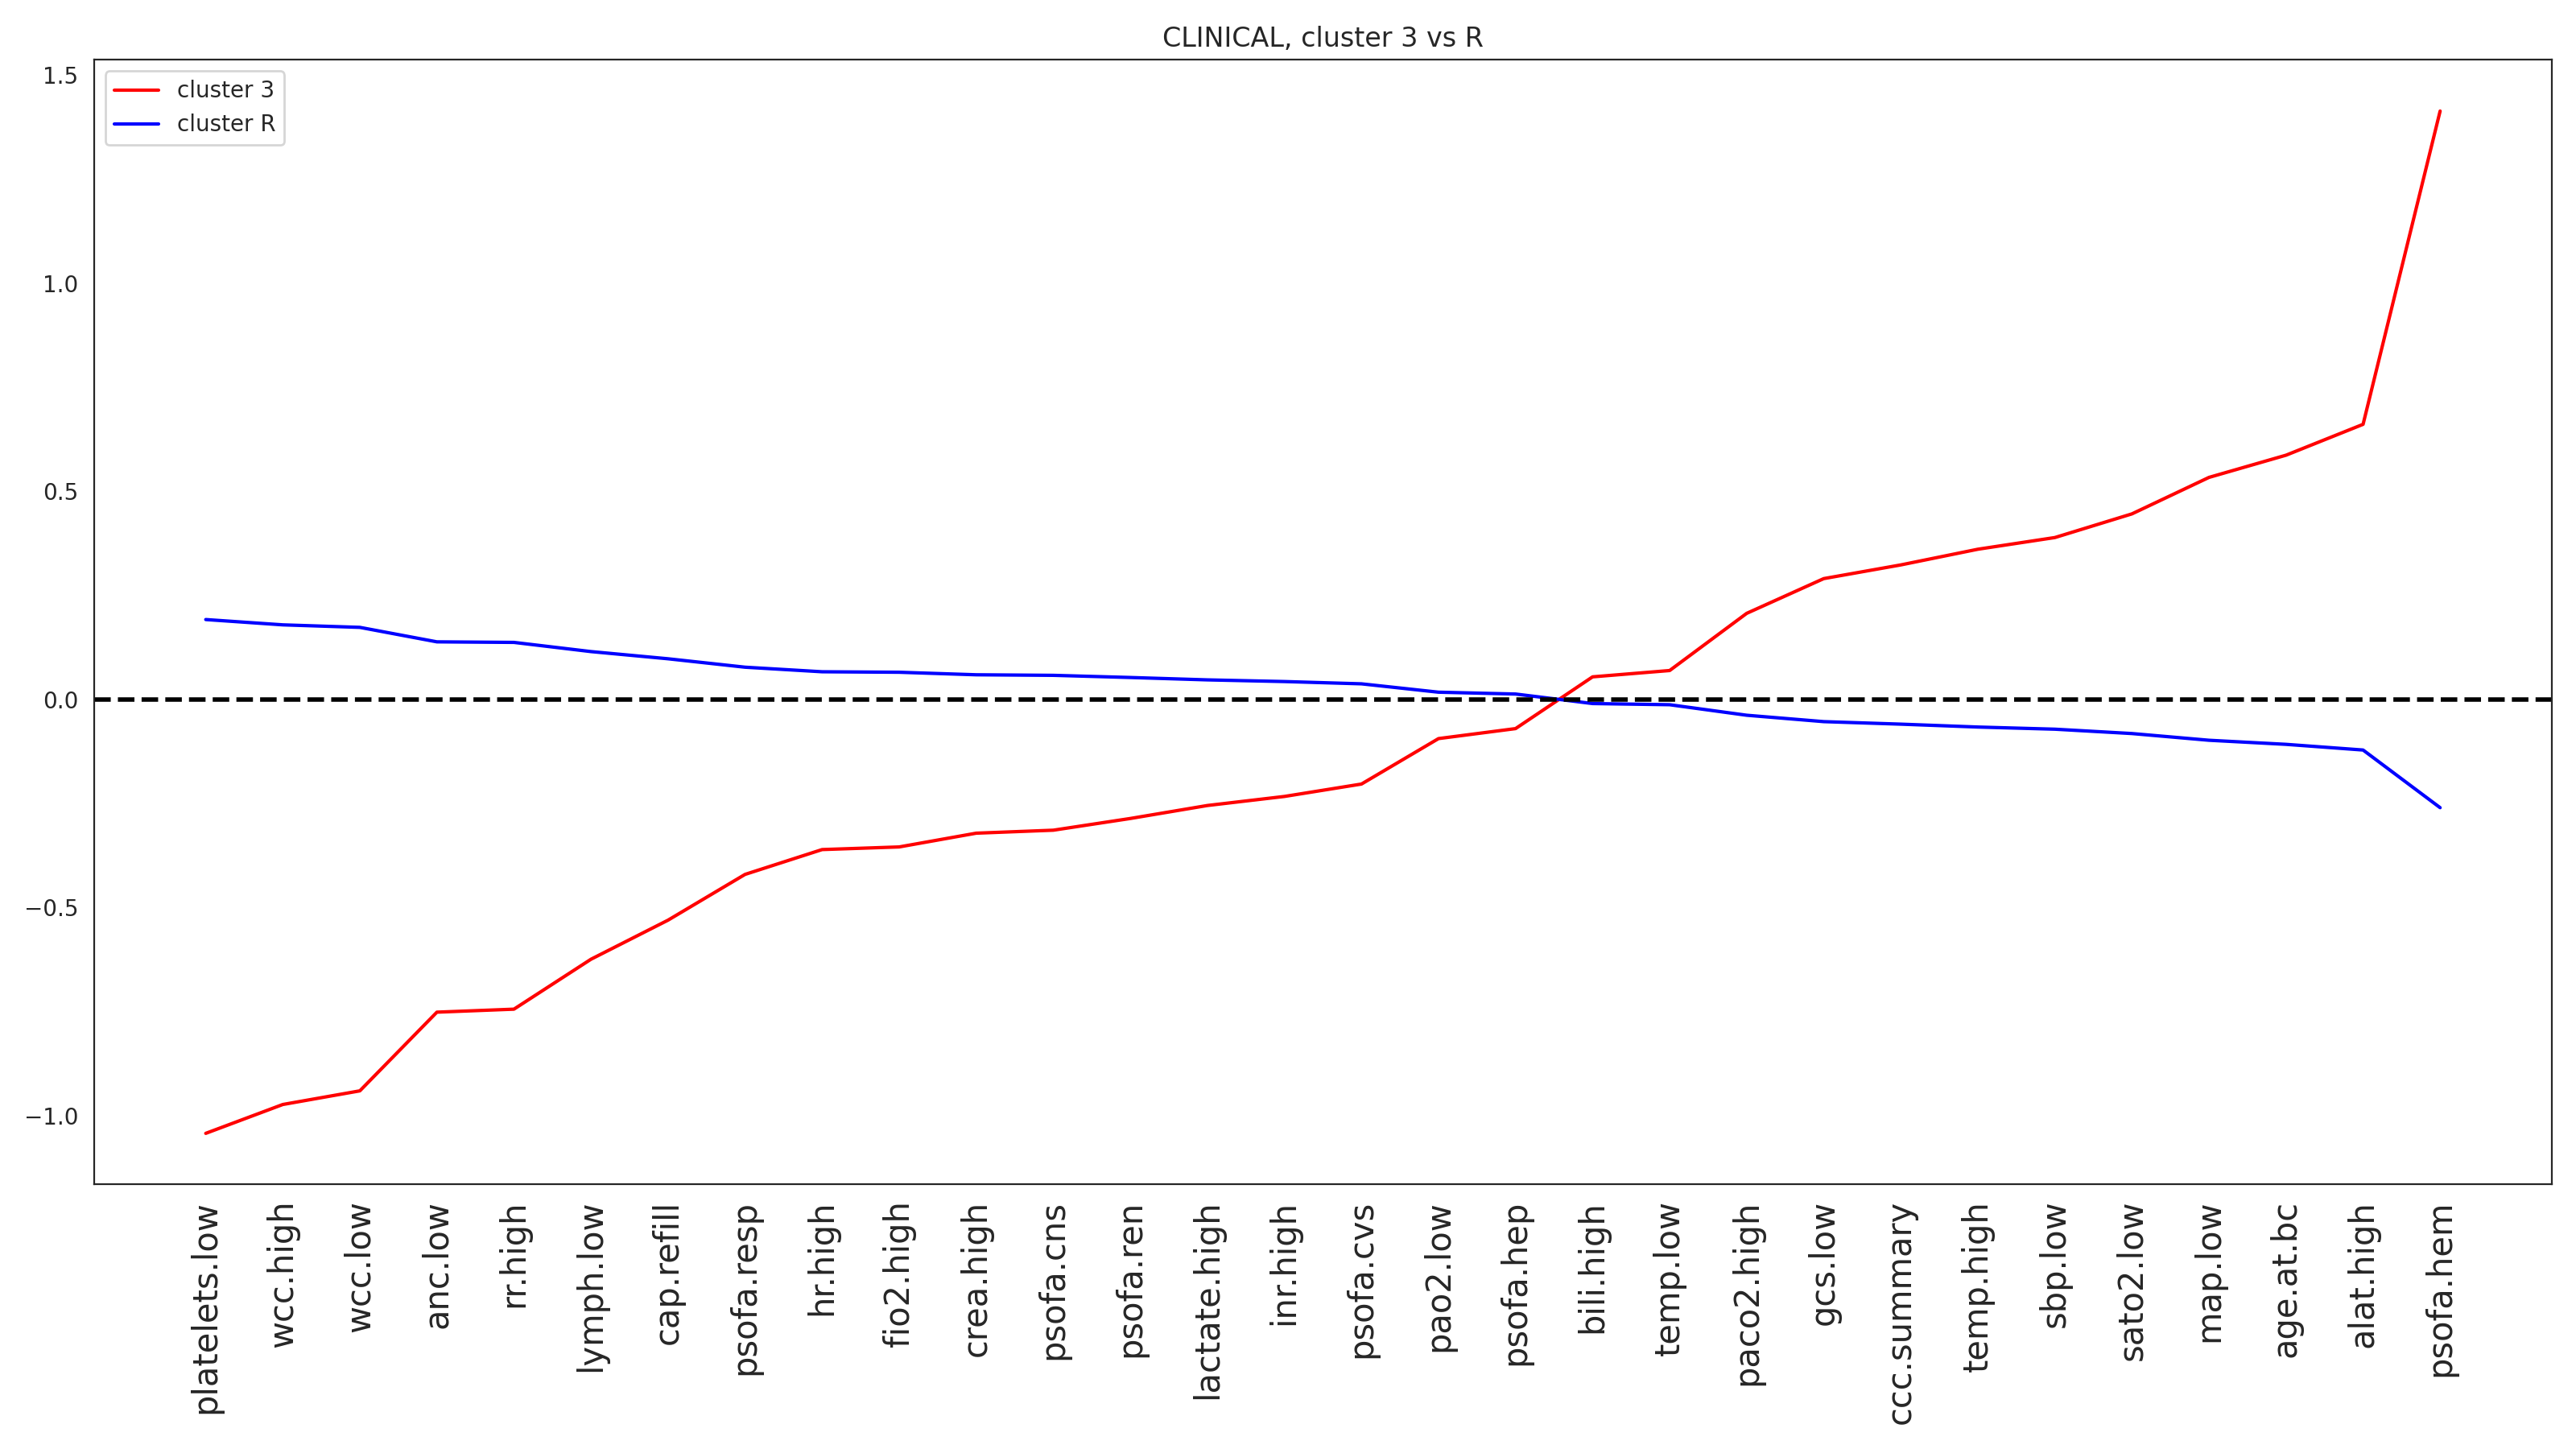 CLINICAL, cluster 3 vs R
cluster 3
cluster R
1.5
1.0
0.5
0.0
−0.5
−1.0
platelets.low
wcc.high
wcc.low
anc.low
rr.high
lymph.low
cap.refill
psofa.resp
hr.high
fio2.high
crea.high
psofa.cns
psofa.ren
lactate.high
inr.high
psofa.cvs
pao2.low
psofa.hep
bili.high
temp.low
paco2.high
gcs.low
ccc.summary
temp.high
sbp.low
sato2.low
map.low
age.at.bc
alat.high
psofa.hem